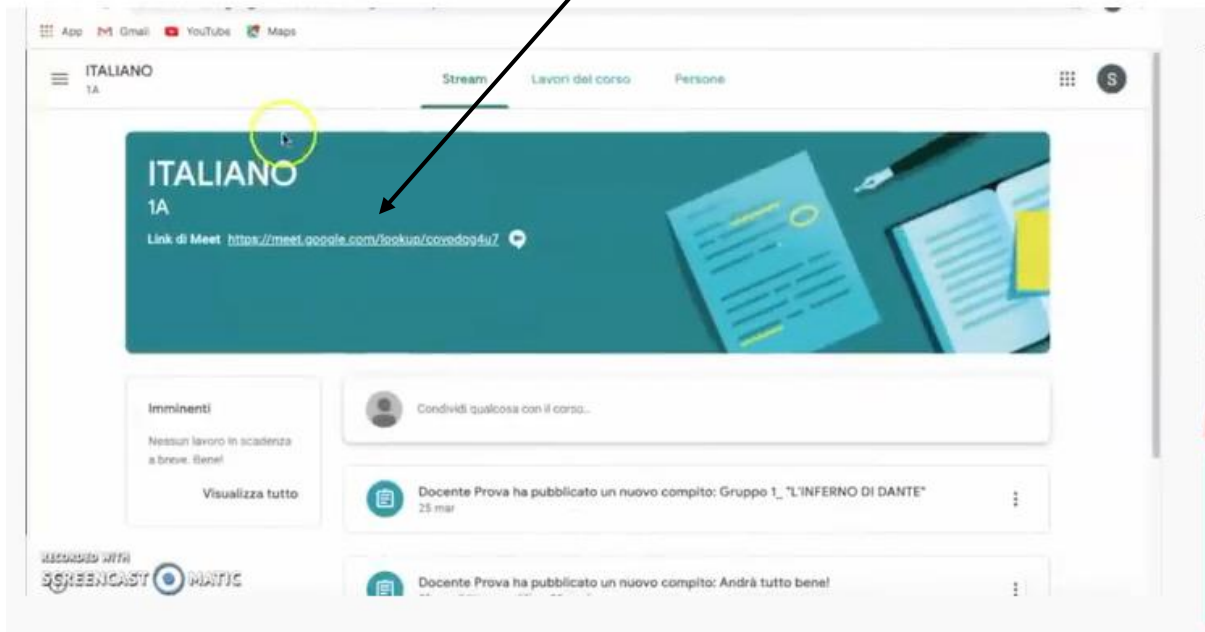 App Gmail YouTube Maps
ITALIANO
1A
Stream Lavori del corso Persone
S
ITALIANO
1A
Link di Meet https://meet.google.com/lookup/covodqg4u7
Imminenti
Nessun lavoro in scadenza
a breve. Bene!
Visualizza tutto
Condividi qualcosa con il corso...
Docente Prova ha pubblicato un nuovo compito: Gruppo 1_ "L'INFERNO DI DANTE"
25 mar
Docente Prova ha pubblicato un nuovo compito: Andrà tutto bene!
RECORDED WITH
SCREENCAST MATIC